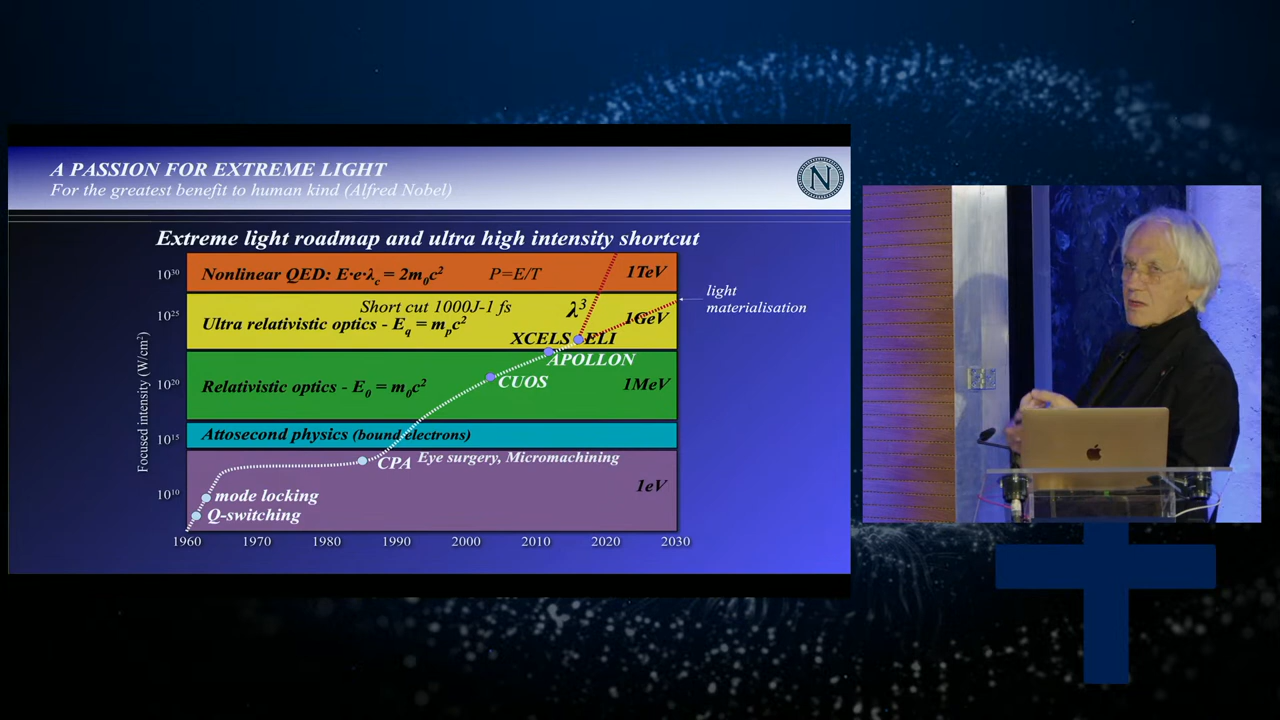 A PASSION FOR EXTREME LIGHT
For the greatest benefit to human kind (Alfred Nobel)
N
Extreme light roadmap and ultra high intensity shortcut
Focused intensity (W/cm²)
10³⁰
Nonlinear QED: E·e·λc = 2m₀c²
P=E/T
1TeV
light
materialisation
10²⁵
Short cut 1000J-1 fs
λ³
Ultra relativistic optics - Eq = mpc²
1GeV
XCELS
ELI
APOLLON
10²⁰
Relativistic optics - E₀ = m₀c²
CUOS
1MeV
10¹⁵
Attosecond physics (bound electrons)
CPA
Eye surgery, Micromachining
10¹⁰
mode locking
1eV
Q-switching
1960 1970 1980 1990 2000 2010 2020 2030